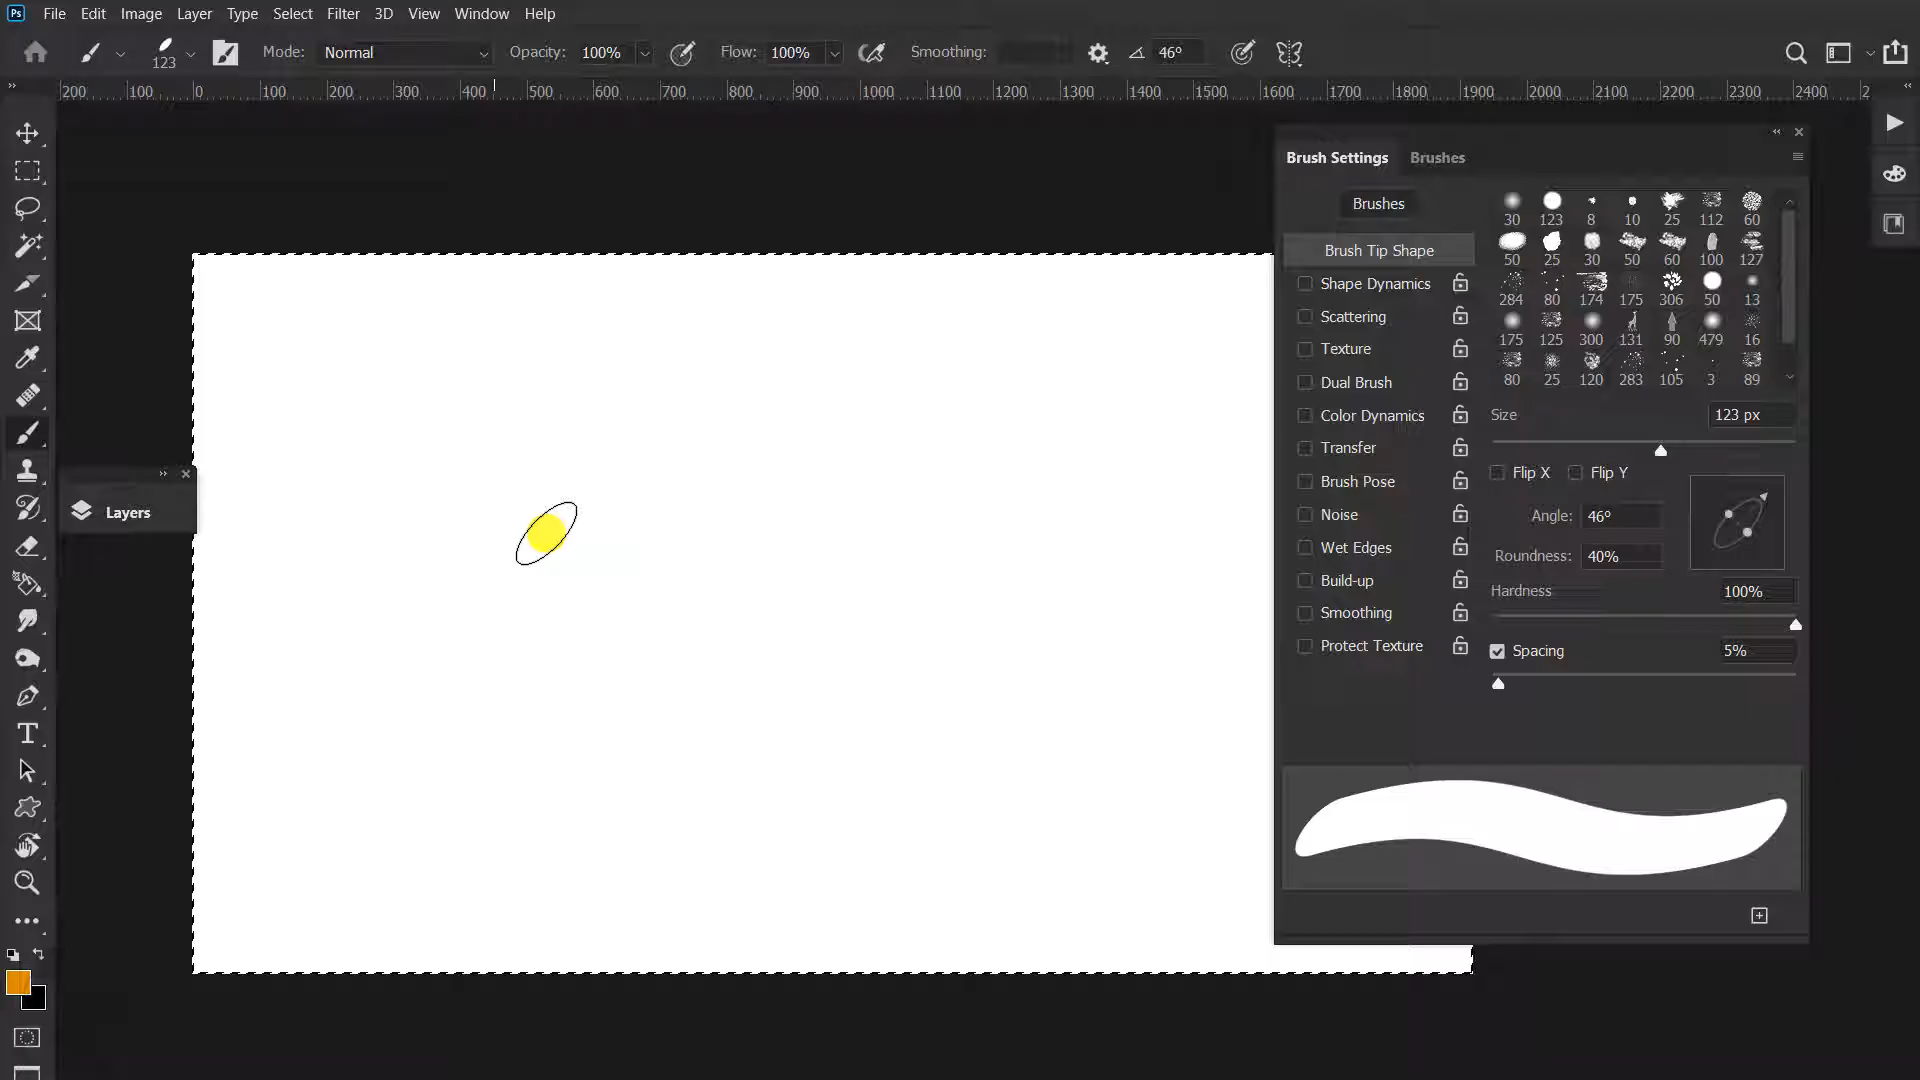 Ps File Edit Image Layer Type Select Filter 3D View Window Help
123 Mode: Normal Opacity: 100% Flow: 100% Smoothing: 46º
200 100 0 100 200 300 400 500 600 700 800 900 1000 1100 1200 1300 1400 1500 1600 1700 1800 1900 2000 2100 2200 2300 2400 2
Brush Settings Brushes
Brushes
30 123 8 10 25 112 60
Brush Tip Shape
50 25 30 50 60 100 127
Shape Dynamics
284 80 174 175 306 50 13
Scattering
175 125 300 131 90 479 16
Texture
80 25 120 283 105 3 89
Dual Brush
Color Dynamics
Size 123 px
Transfer
Flip X Flip Y
Brush Pose
Layers
Noise
Angle: 46º
Wet Edges
Roundness: 40%
Build-up
Hardness 100%
Smoothing
Protect Texture
Spacing 5%